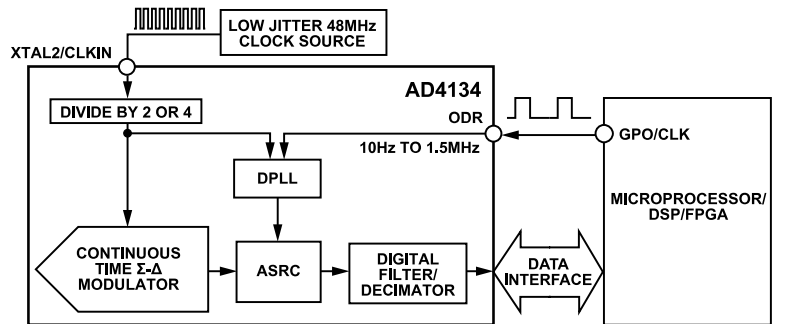 LOW JITTER 48MHz
CLOCK SOURCE
XTAL2/CLKIN
AD4134
DIVIDE BY 2 OR 4
ODR
10Hz TO 1.5MHz
GPO/CLK
DPLL
MICROPROCESSOR/
DSP/FPGA
CONTINUOUS
TIME Σ-Δ
MODULATOR
ASRC
DIGITAL
FILTER/
DECIMATOR
DATA
INTERFACE